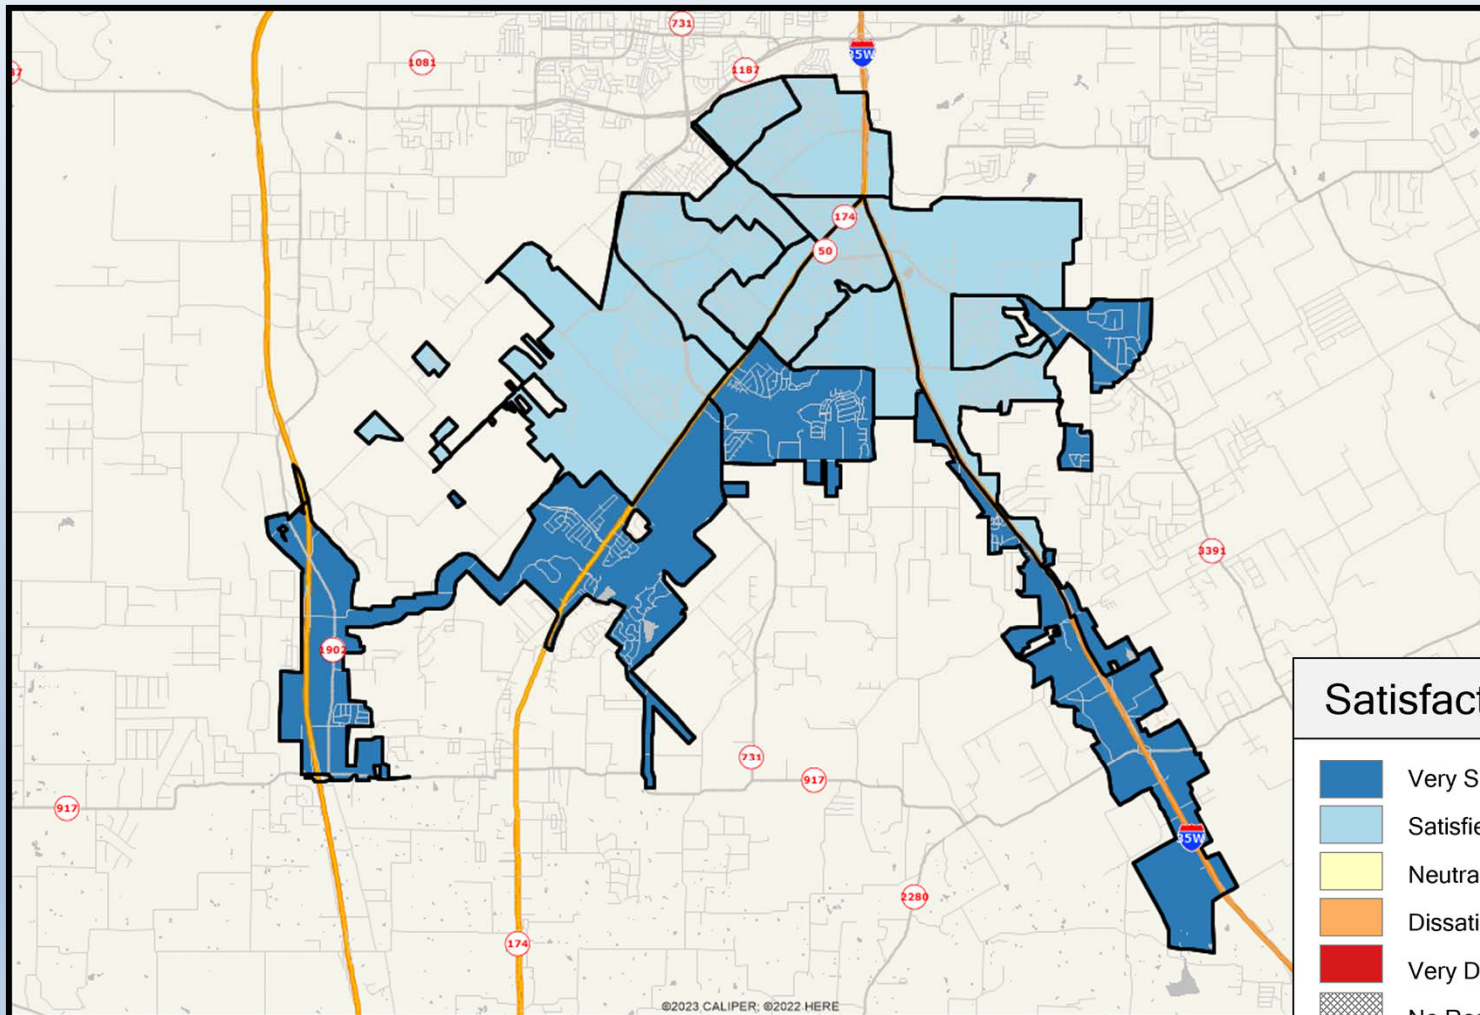 731
35W
1081
1187
174
50
3391
1902
731
917
917
35W
2280
174
Satisfact
Very S
Satisfie
Neutra
Dissati
Very D
©2023 CALIPER; ©2022 HERE